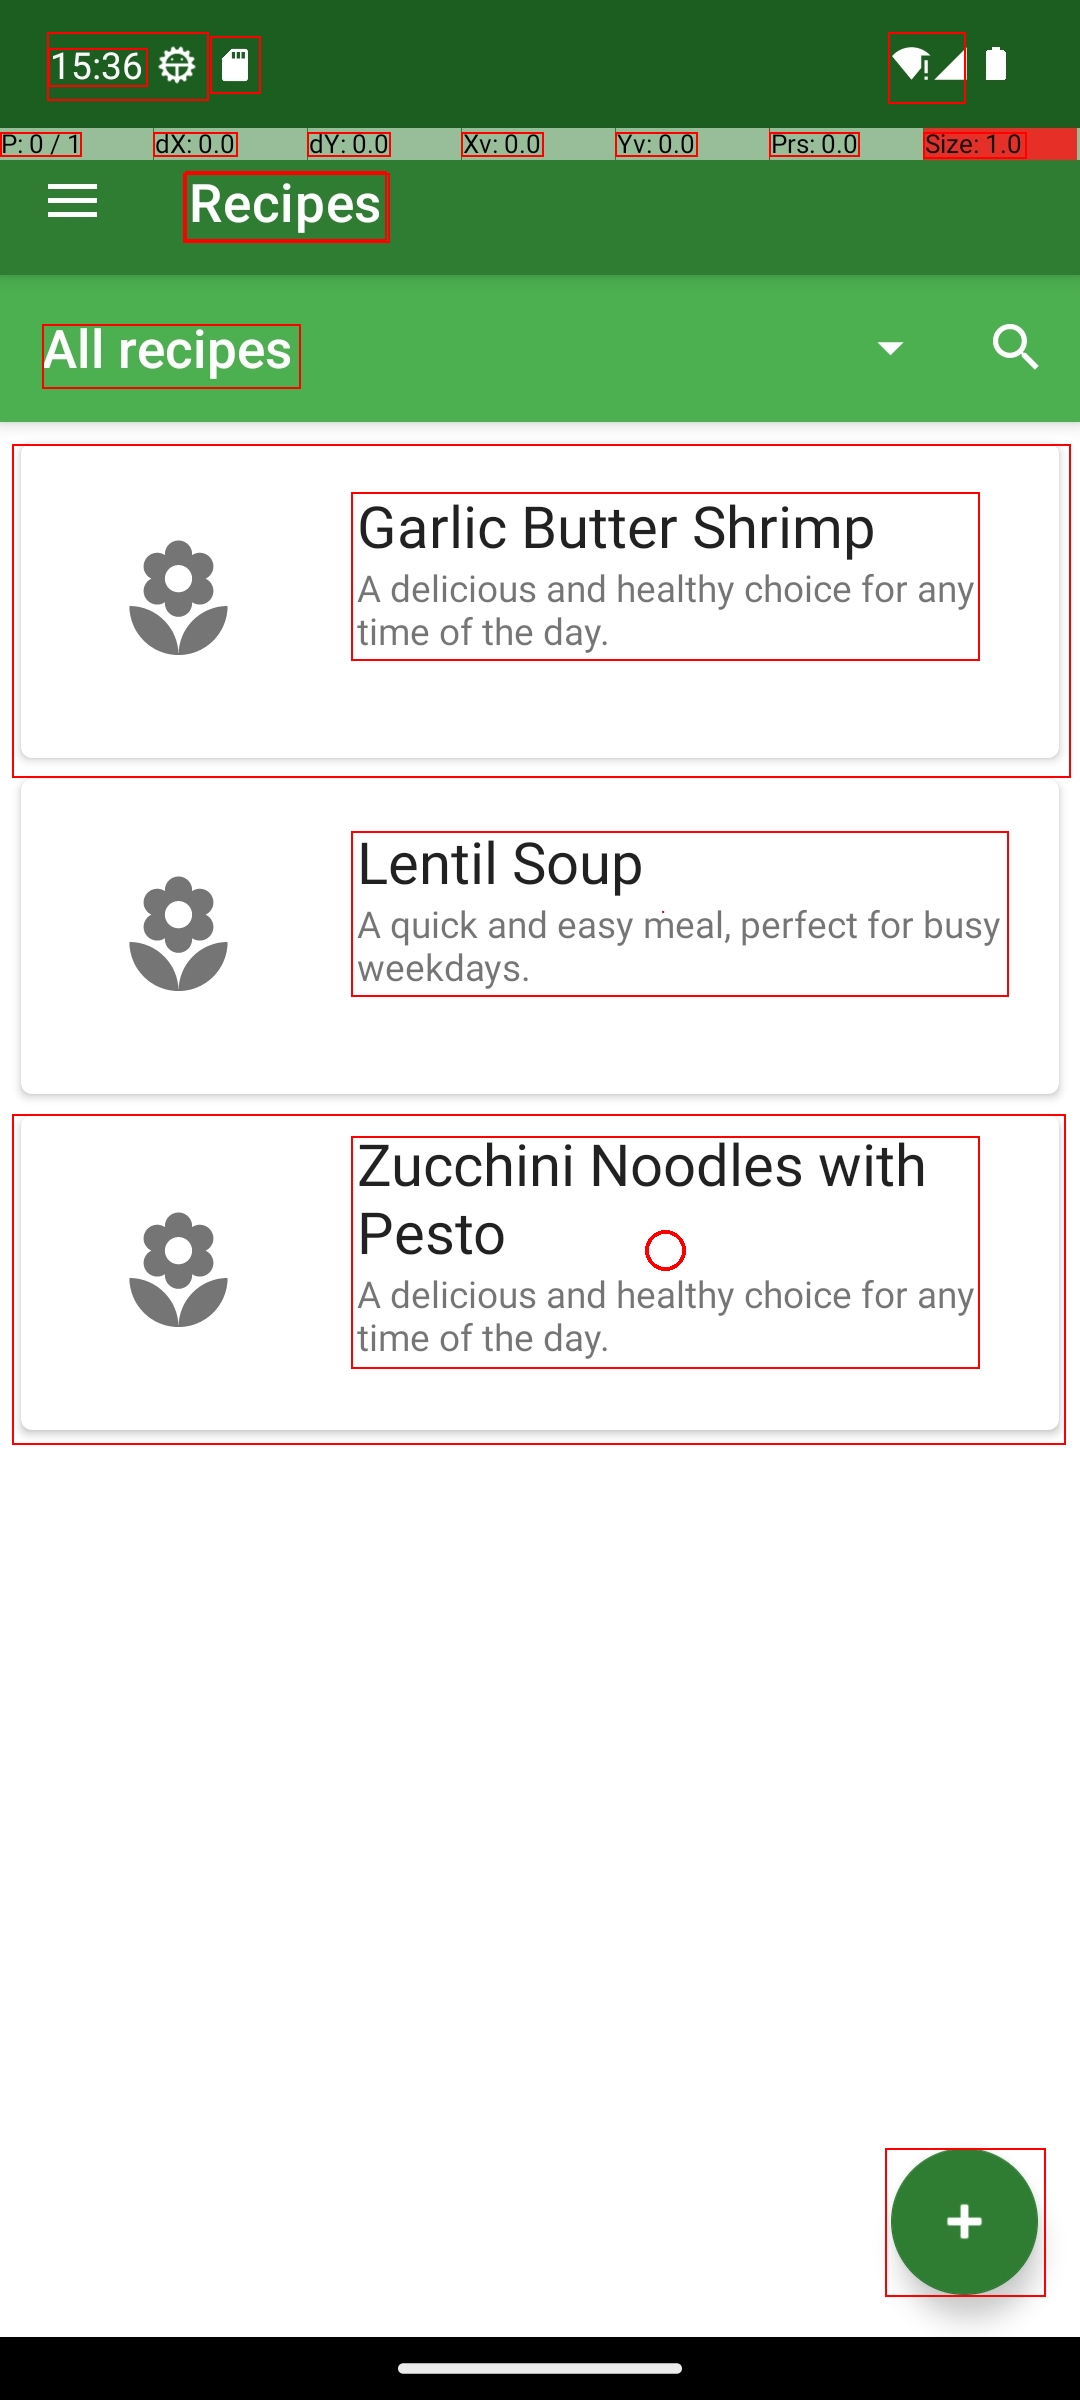 15:36
P: 0 / 1 dX: 0.0 dY: 0.0 Xv: 0.0 Yv: 0.0 Prs: 0.0 Size: 1.0
Recipes
All recipes
Garlic Butter Shrimp
A delicious and healthy choice for any
time of the day.
Lentil Soup
A quick and easy meal, perfect for busy
weekdays.
Zucchini Noodles with
Pesto
A delicious and healthy choice for any
time of the day.